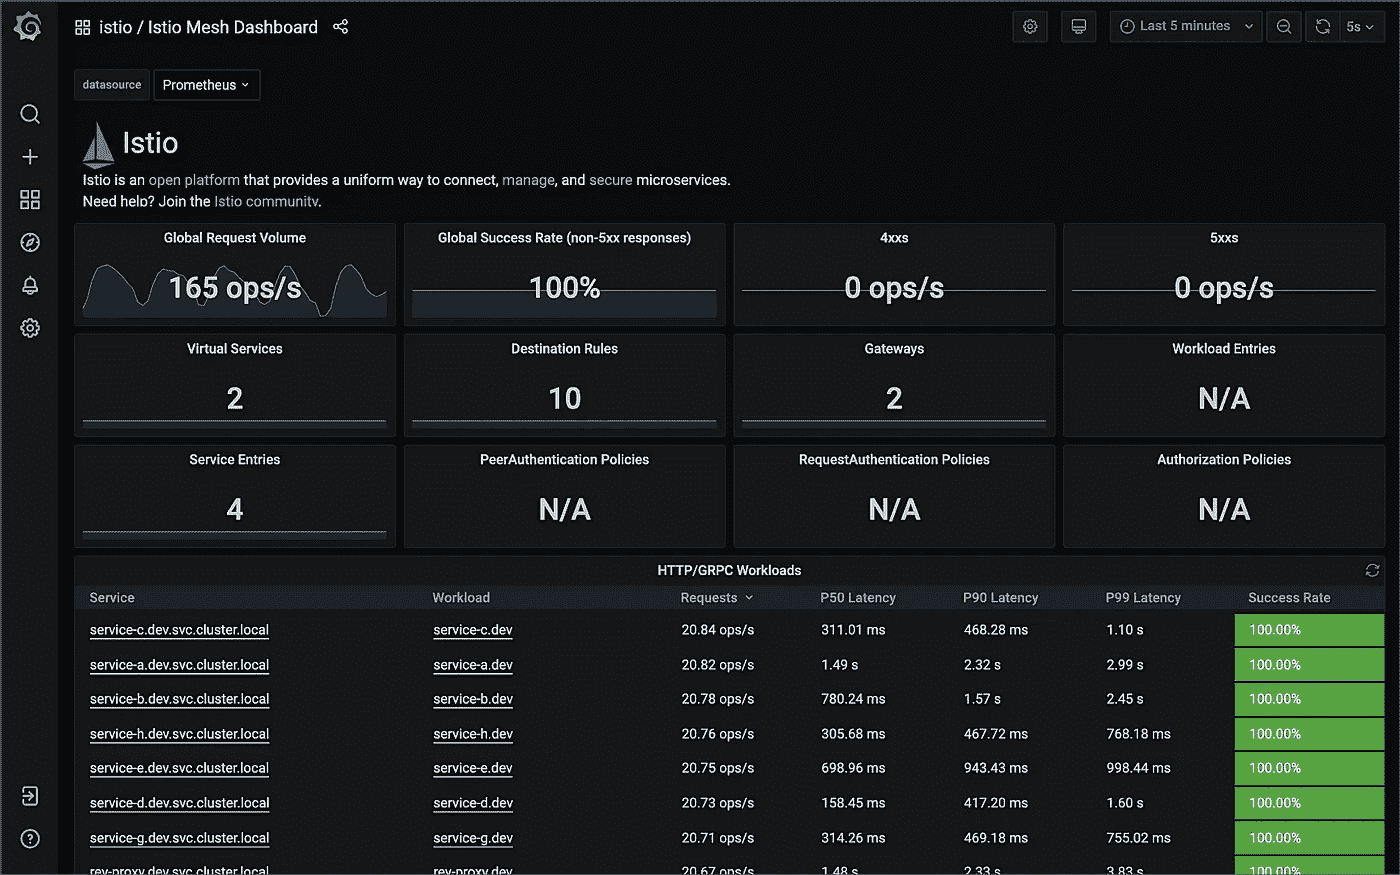 istio / Istio Mesh Dashboard
Last 5 minutes
5s
datasource
Prometheus
Istio
Istio is an open platform that provides a uniform way to connect, manage, and secure microservices.
Need help? Join the Istio community.
Global Request Volume
165 ops/s
Global Success Rate (non-5xx responses)
100%
4xxs
0 ops/s
5xxs
0 ops/s
Virtual Services
2
Destination Rules
10
Gateways
2
Workload Entries
N/A
Service Entries
4
PeerAuthentication Policies
N/A
RequestAuthentication Policies
N/A
Authorization Policies
N/A
HTTP/GRPC Workloads
Service Workload Requests P50 Latency P90 Latency P99 Latency Success Rate
service-c.dev.svc.cluster.local service-c.dev 20.84 ops/s 311.01 ms 468.28 ms 1.10 s 100.00%
service-a.dev.svc.cluster.local service-a.dev 20.82 ops/s 1.49 s 2.32 s 2.99 s 100.00%
service-b.dev.svc.cluster.local service-b.dev 20.78 ops/s 780.24 ms 1.57 s 2.45 s 100.00%
service-h.dev.svc.cluster.local service-h.dev 20.76 ops/s 305.68 ms 467.72 ms 768.18 ms 100.00%
service-e.dev.svc.cluster.local service-e.dev 20.75 ops/s 698.96 ms 943.43 ms 998.44 ms 100.00%
service-d.dev.svc.cluster.local service-d.dev 20.73 ops/s 158.45 ms 417.20 ms 1.60 s 100.00%
service-g.dev.svc.cluster.local service-g.dev 20.71 ops/s 314.26 ms 469.18 ms 755.02 ms 100.00%
rev-proxy.dev.svc.cluster.local rev-proxy.dev 20.67 ops/s 1.48 s 2.33 s 3.83 s 100.00%